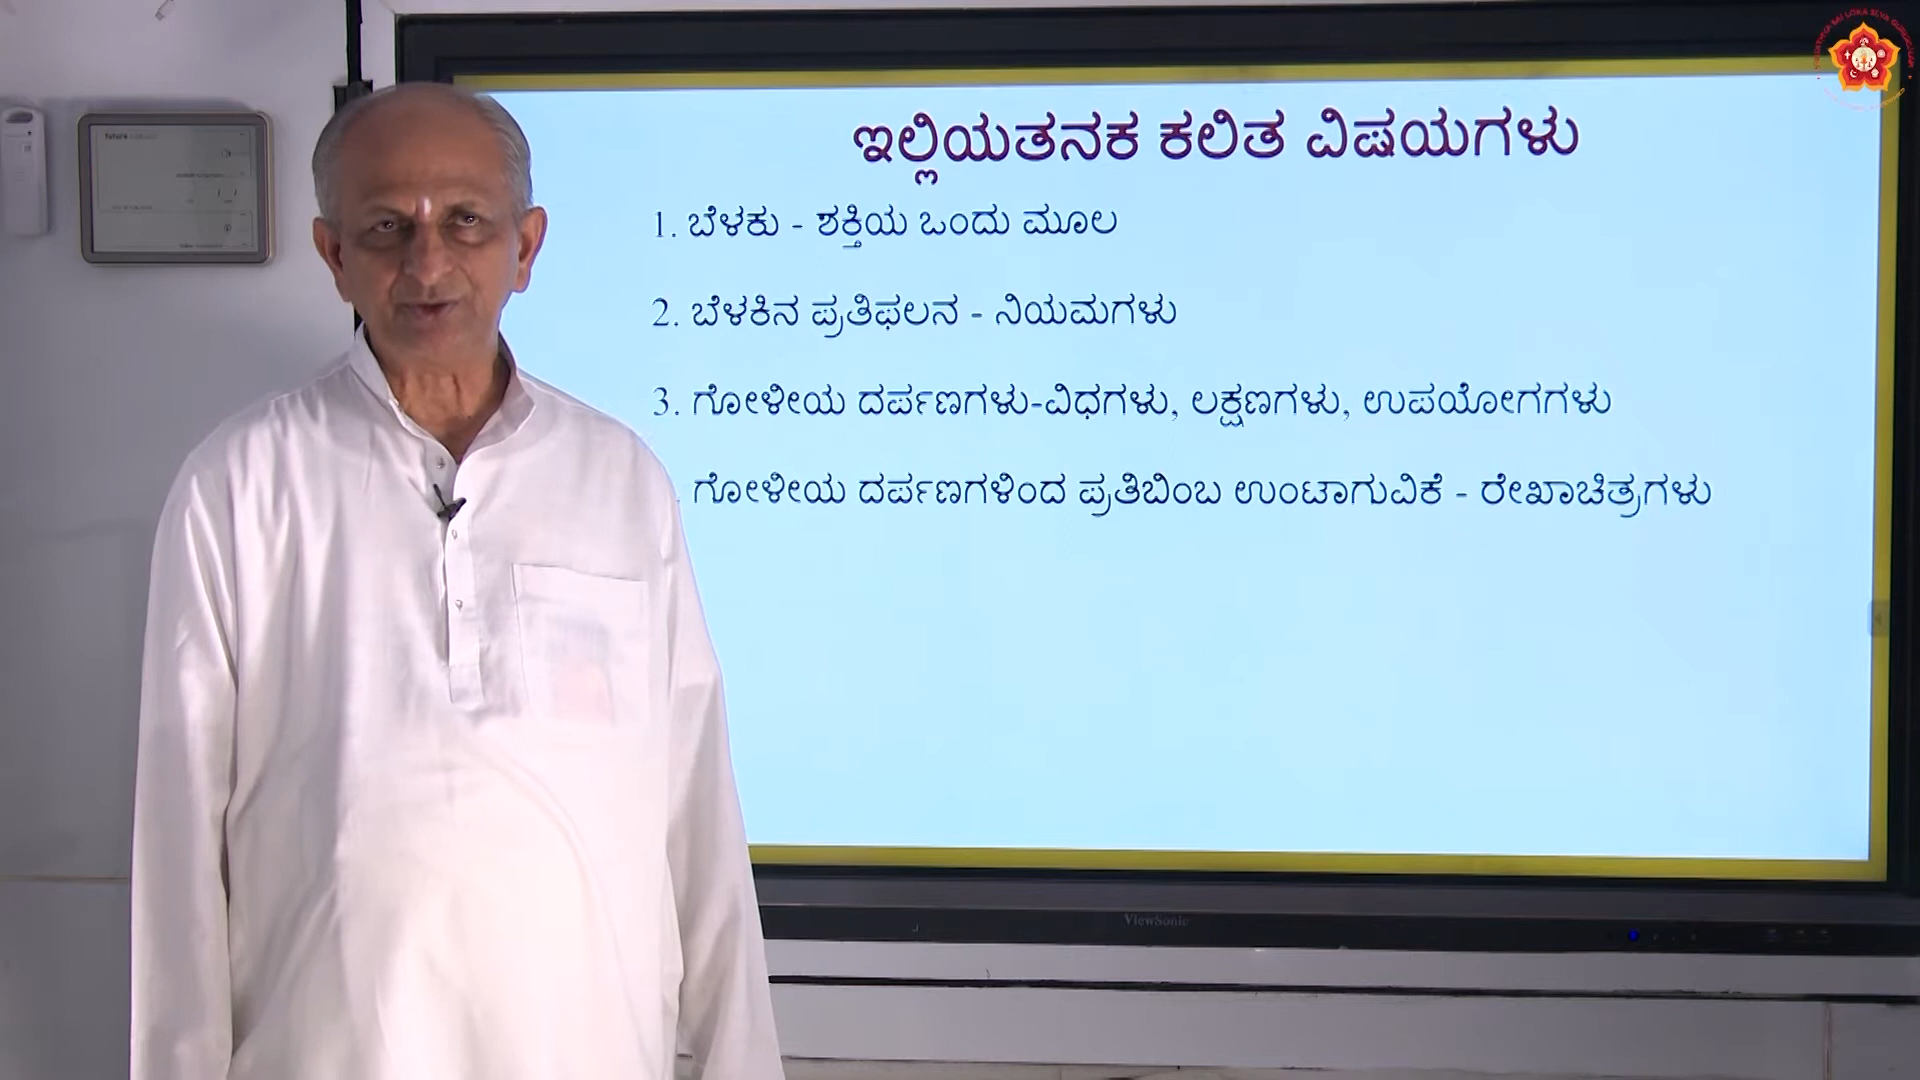 ಇಲ್ಲಿಯತನಕ ಕಲಿತ ವಿಷಯಗಳು
1. ಬೆಳಕು - ಶಕ್ತಿಯ ಒಂದು ಮೂಲ
2. ಬೆಳಕಿನ ಪ್ರತಿಫಲನ - ನಿಯಮಗಳು
3. ಗೋಳೀಯ ದರ್ಪಣಗಳು-ವಿಧಗಳು, ಲಕ್ಷಣಗಳು, ಉಪಯೋಗಗಳು
. ಗೋಳೀಯ ದರ್ಪಣಗಳಿಂದ ಪ್ರತಿಬಿಂಬ ಉಂಟಾಗುವಿಕೆ - ರೇಖಾಚಿತ್ರಗಳು
ViewSonic
future